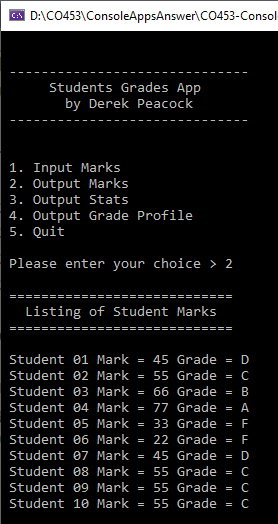 D:\CO453\ConsoleAppsAnswer\CO453-Consol
------------------------------
Students Grades App
by Derek Peacock
------------------------------
1. Input Marks
2. Output Marks
3. Output Stats
4. Output Grade Profile
5. Quit
Please enter your choice > 2
============================
Listing of Student Marks
============================
Student 01 Mark = 45 Grade = D
Student 02 Mark = 55 Grade = C
Student 03 Mark = 66 Grade = B
Student 04 Mark = 77 Grade = A
Student 05 Mark = 33 Grade = F
Student 06 Mark = 22 Grade = F
Student 07 Mark = 45 Grade = D
Student 08 Mark = 55 Grade = C
Student 09 Mark = 55 Grade = C
Student 10 Mark = 55 Grade = C